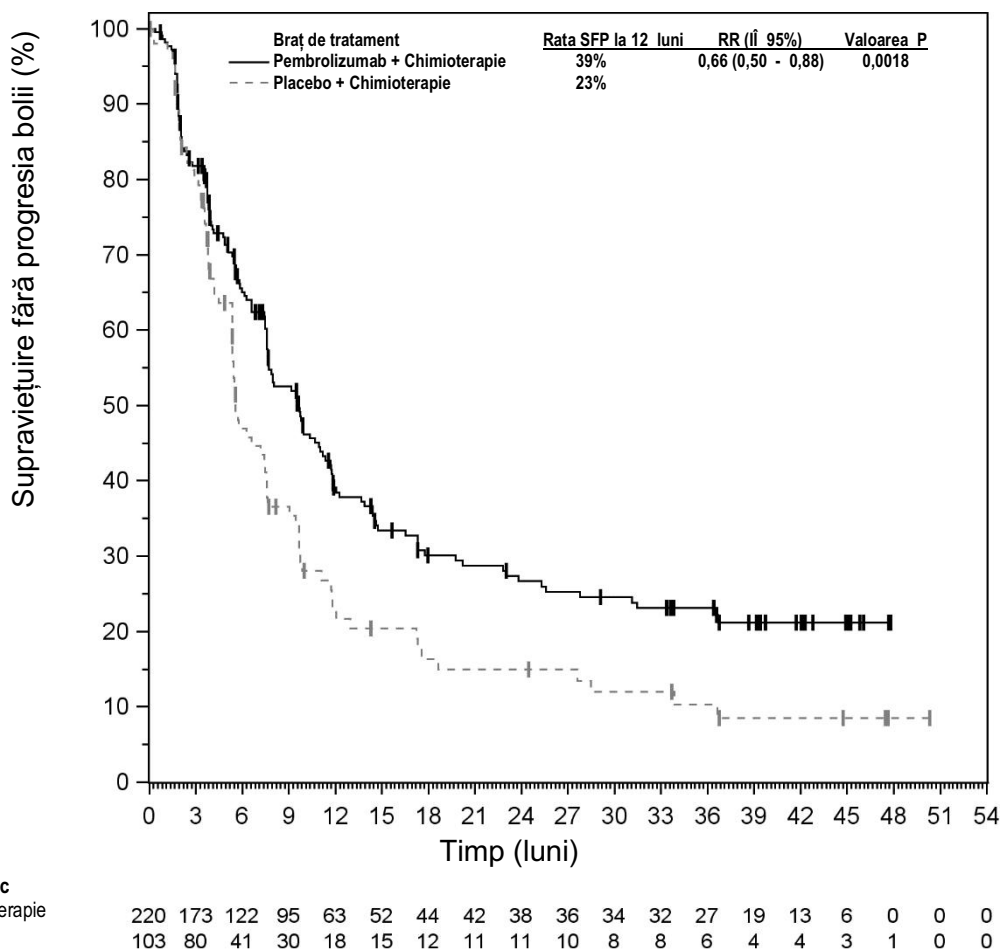 Braț de tratament Rata SFP la 12 luni RR (IÎ 95%) Valoarea P
Pembrolizumab + Chimioterapie 39% 0,66 (0,50 - 0,88) 0,0018
Placebo + Chimioterapie 23%
Supraviețuire fără progresia bolii (%)
100
90
80
70
60
50
40
30
20
10
0
0 3 6 9 12 15 18 21 24 27 30 33 36 39 42 45 48 51 54
Timp (luni)
c
erapie
220 173 122 95 63 52 44 42 38 36 34 32 27 19 13 6 0 0 0
103 80 41 30 18 15 12 11 11 10 8 8 6 4 4 3 1 0 0